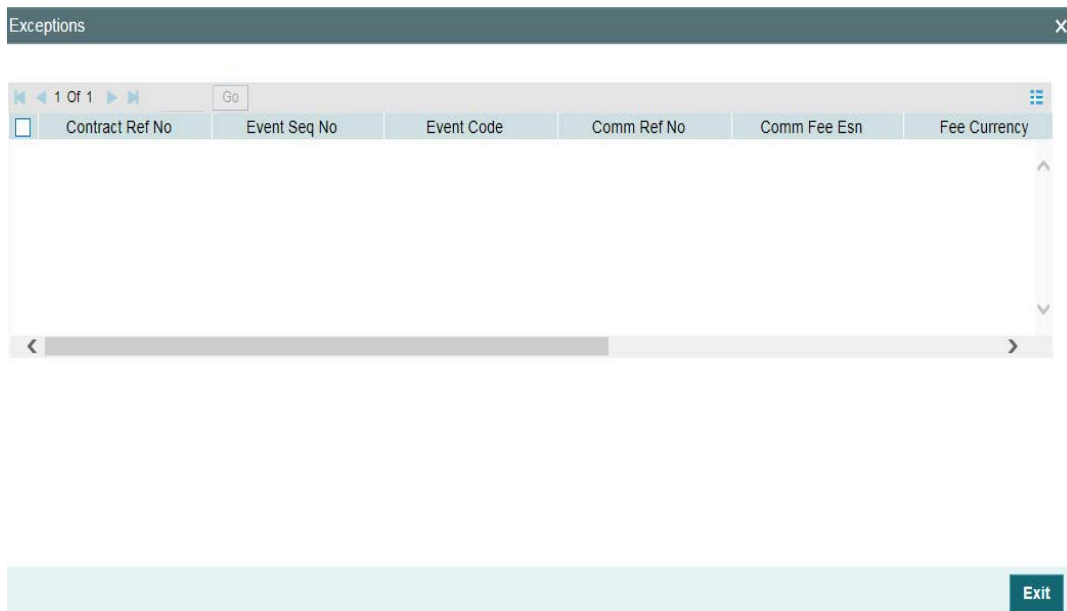 Exceptions
1 Of 1 Go
Contract Ref No Event Seq No Event Code Comm Ref No Comm Fee Esn Fee Currency
Exit